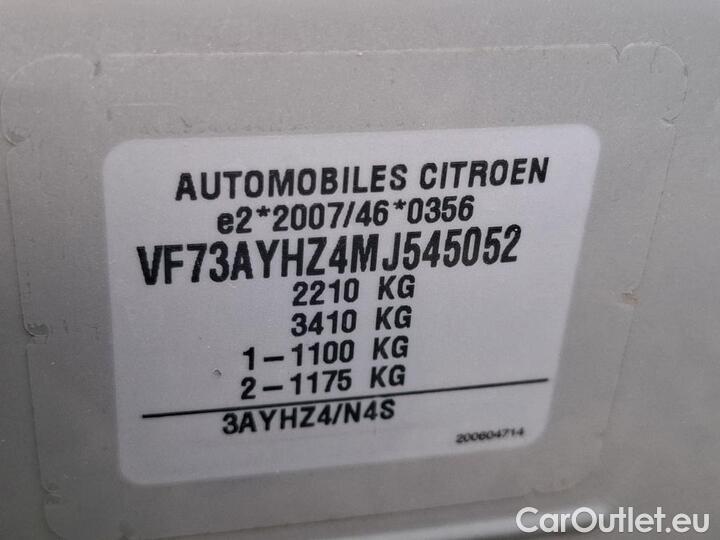 AUTOMOBILES CITROEN
e2*2007/46*0356
VF73AYHZ4MJ545052
2210 KG
3410 KG
1-1100 KG
2-1175 KG
3AYHZ4/N4S
200604714
CarOutlet.eu